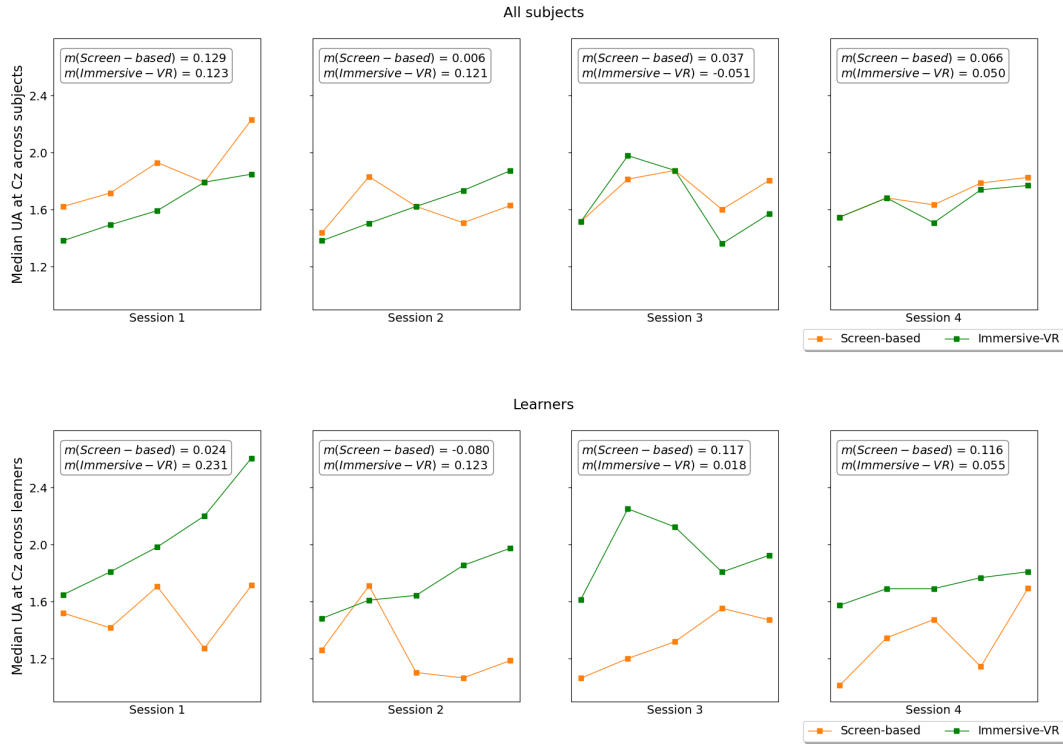 All subjects
m(Screen − based) = 0.129
m(Immersive − VR) = 0.123
m(Screen − based) = 0.006
m(Immersive − VR) = 0.121
m(Screen − based) = 0.037
m(Immersive − VR) = -0.051
m(Screen − based) = 0.066
m(Immersive − VR) = 0.050
Median UA at Cz across subjects
2.4
2.0
1.6
1.2
Session 1
Session 2
Session 3
Session 4
Screen-based
Immersive-VR
Learners
m(Screen − based) = 0.024
m(Immersive − VR) = 0.231
m(Screen − based) = -0.080
m(Immersive − VR) = 0.123
m(Screen − based) = 0.117
m(Immersive − VR) = 0.018
m(Screen − based) = 0.116
m(Immersive − VR) = 0.055
Median UA at Cz across learners
2.4
2.0
1.6
1.2
Session 1
Session 2
Session 3
Session 4
Screen-based
Immersive-VR